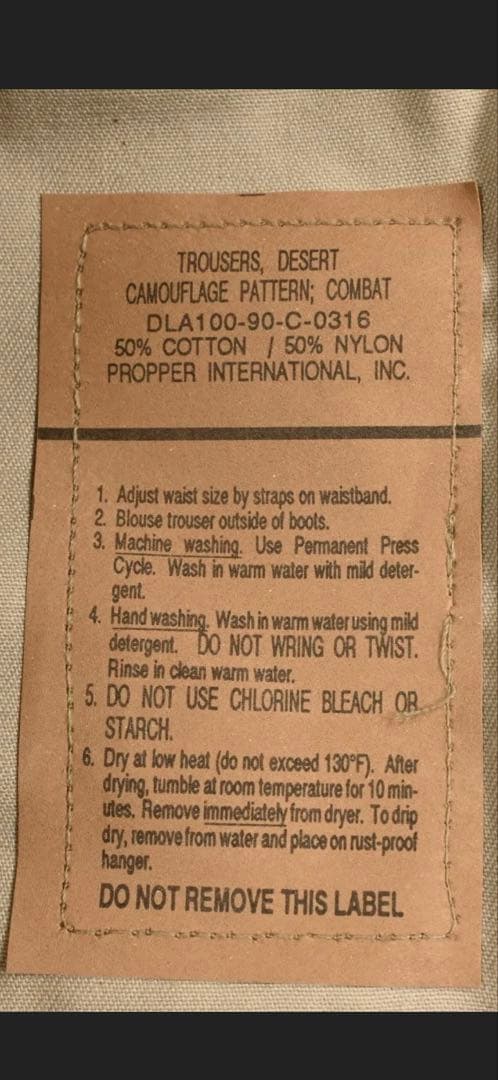 TROUSERS, DESERT
CAMOUFLAGE PATTERN; COMBAT
DLA100-90-C-0316
50% COTTON / 50% NYLON
PROPPER INTERNATIONAL, INC.
1. Adjust waist size by straps on waistband.
2. Blouse trouser outside of boots.
3. Machine washing. Use Permanent Press
Cycle. Wash in warm water with mild deter-
gent.
4. Hand washing. Wash in warm water using mild
detergent. DO NOT WRING OR TWIST.
Rinse in clean warm water.
5. DO NOT USE CHLORINE BLEACH OR
STARCH.
6. Dry at low heat (do not exceed 130°F). After
drying, tumble at room temperature for 10 min-
utes. Remove immediately from dryer. To drip
dry, remove from water and place on rust-proof
hanger.
DO NOT REMOVE THIS LABEL